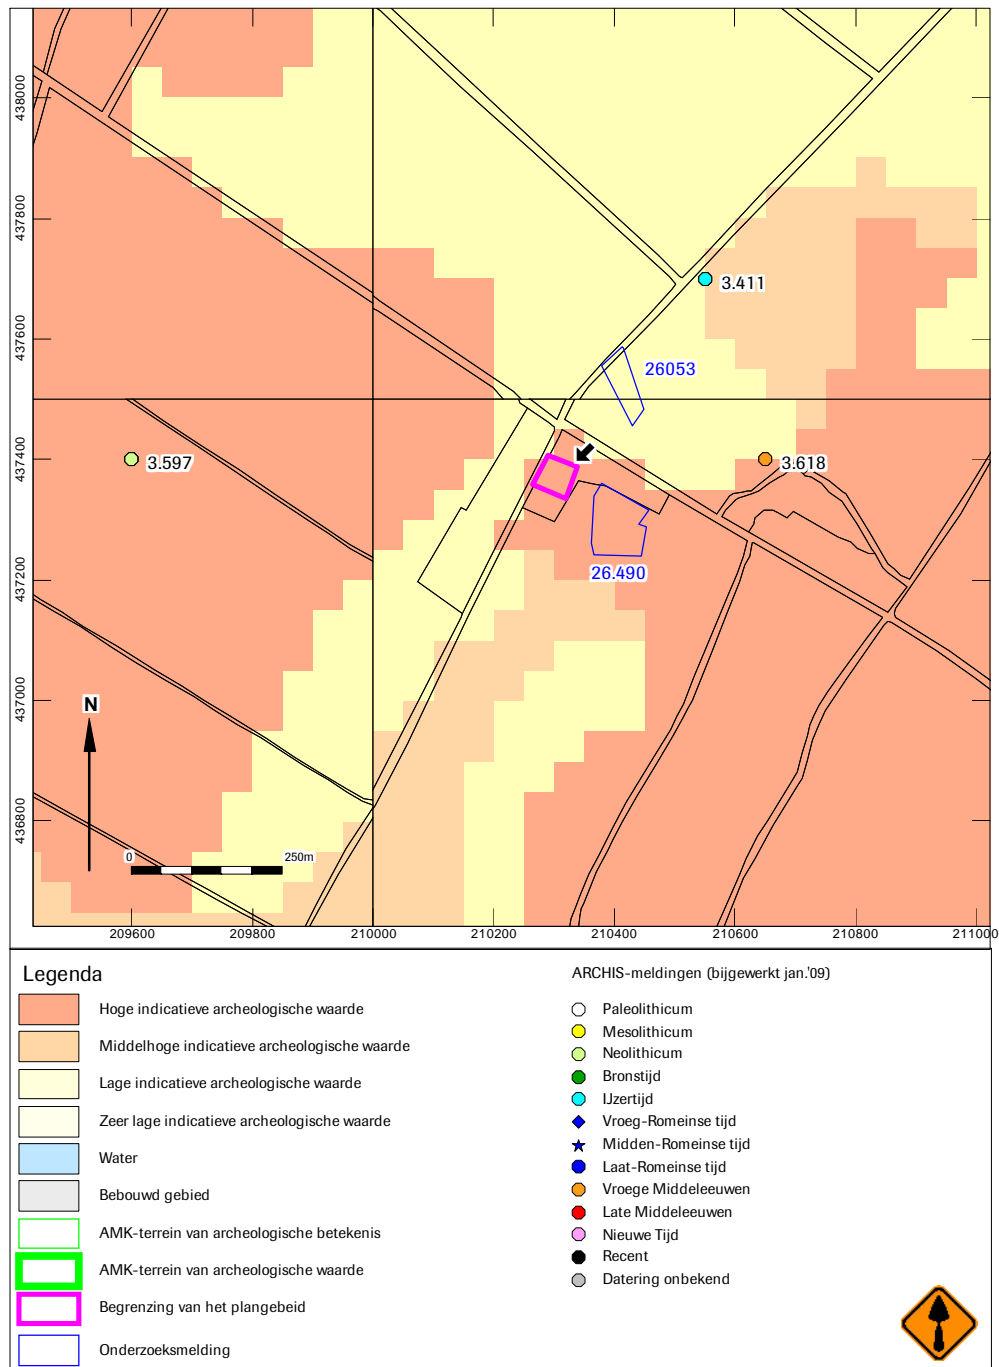 438000
437800
437600
437400
437200
437000
436800
3.411
26053
3.597
3.618
26.490
N
0
250m
209600
209800
210000
210200
210400
210600
210800
211000
Legenda
Hoge indicatieve archeologische waarde
Middelhoge indicatieve archeologische waarde
Lage indicatieve archeologische waarde
Zeer lage indicatieve archeologische waarde
Water
Bebouwd gebied
AMK-terrein van archeologische betekenis
AMK-terrein van archeologische waarde
Begrenzing van het plangebeid
Onderzoeksmelding
ARCHIS-meldingen (bijgewerkt jan.'09)
Paleolithicum
Mesolithicum
Neolithicum
Bronstijd
IJzertijd
Vroeg-Romeinse tijd
Midden-Romeinse tijd
Laat-Romeinse tijd
Vroege Middeleeuwen
Late Middeleeuwen
Nieuwe Tijd
Recent
Datering onbekend